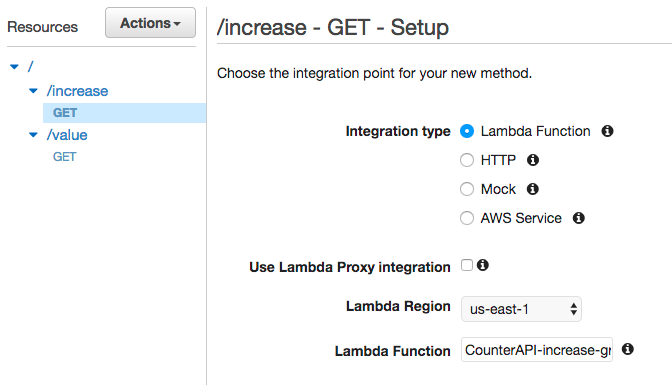 Resources
Actions
/
/increase
GET
/value
GET
/increase - GET - Setup
Choose the integration point for your new method.
Integration type
Lambda Function
HTTP
Mock
AWS Service
Use Lambda Proxy integration
Lambda Region
us-east-1
Lambda Function
CounterAPI-increase-gr